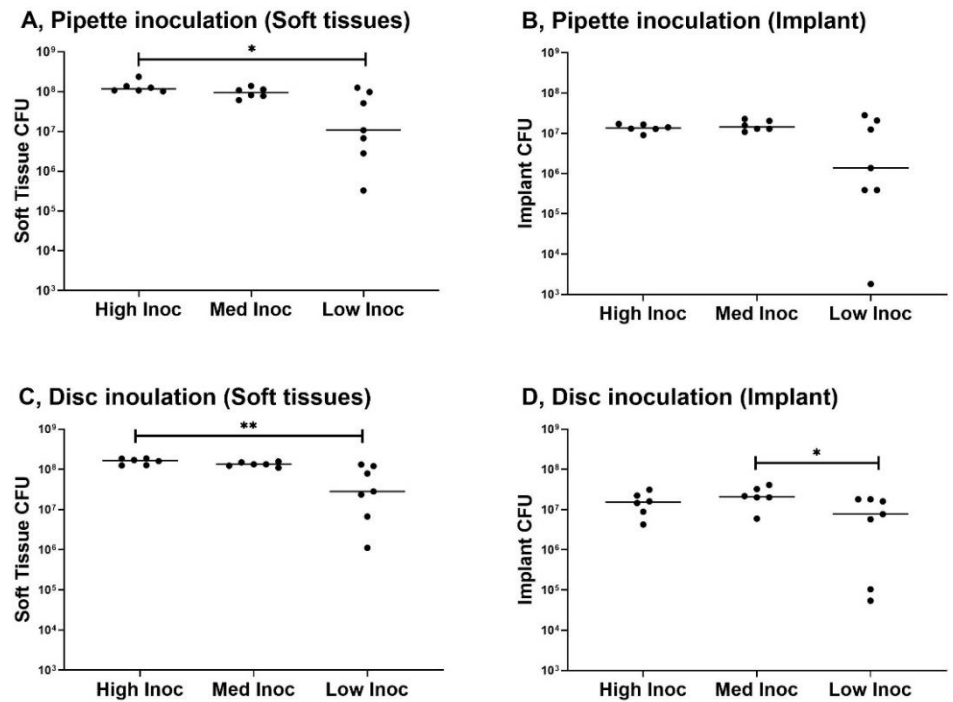 A, Pipette inoculation (Soft tissues)
*
Soft Tissue CFU
10⁹
10⁸
10⁷
10⁶
10⁵
10⁴
10³
High Inoc Med Inoc Low Inoc
B, Pipette inoculation (Implant)
Implant CFU
10⁹
10⁸
10⁷
10⁶
10⁵
10⁴
10³
High Inoc Med Inoc Low Inoc
C, Disc inoulation (Soft tissues)
**
Soft Tissue CFU
10⁹
10⁸
10⁷
10⁶
10⁵
10⁴
10³
High Inoc Med Inoc Low Inoc
D, Disc inoculation (Implant)
*
Implant CFU
10⁹
10⁸
10⁷
10⁶
10⁵
10⁴
10³
High Inoc Med Inoc Low Inoc